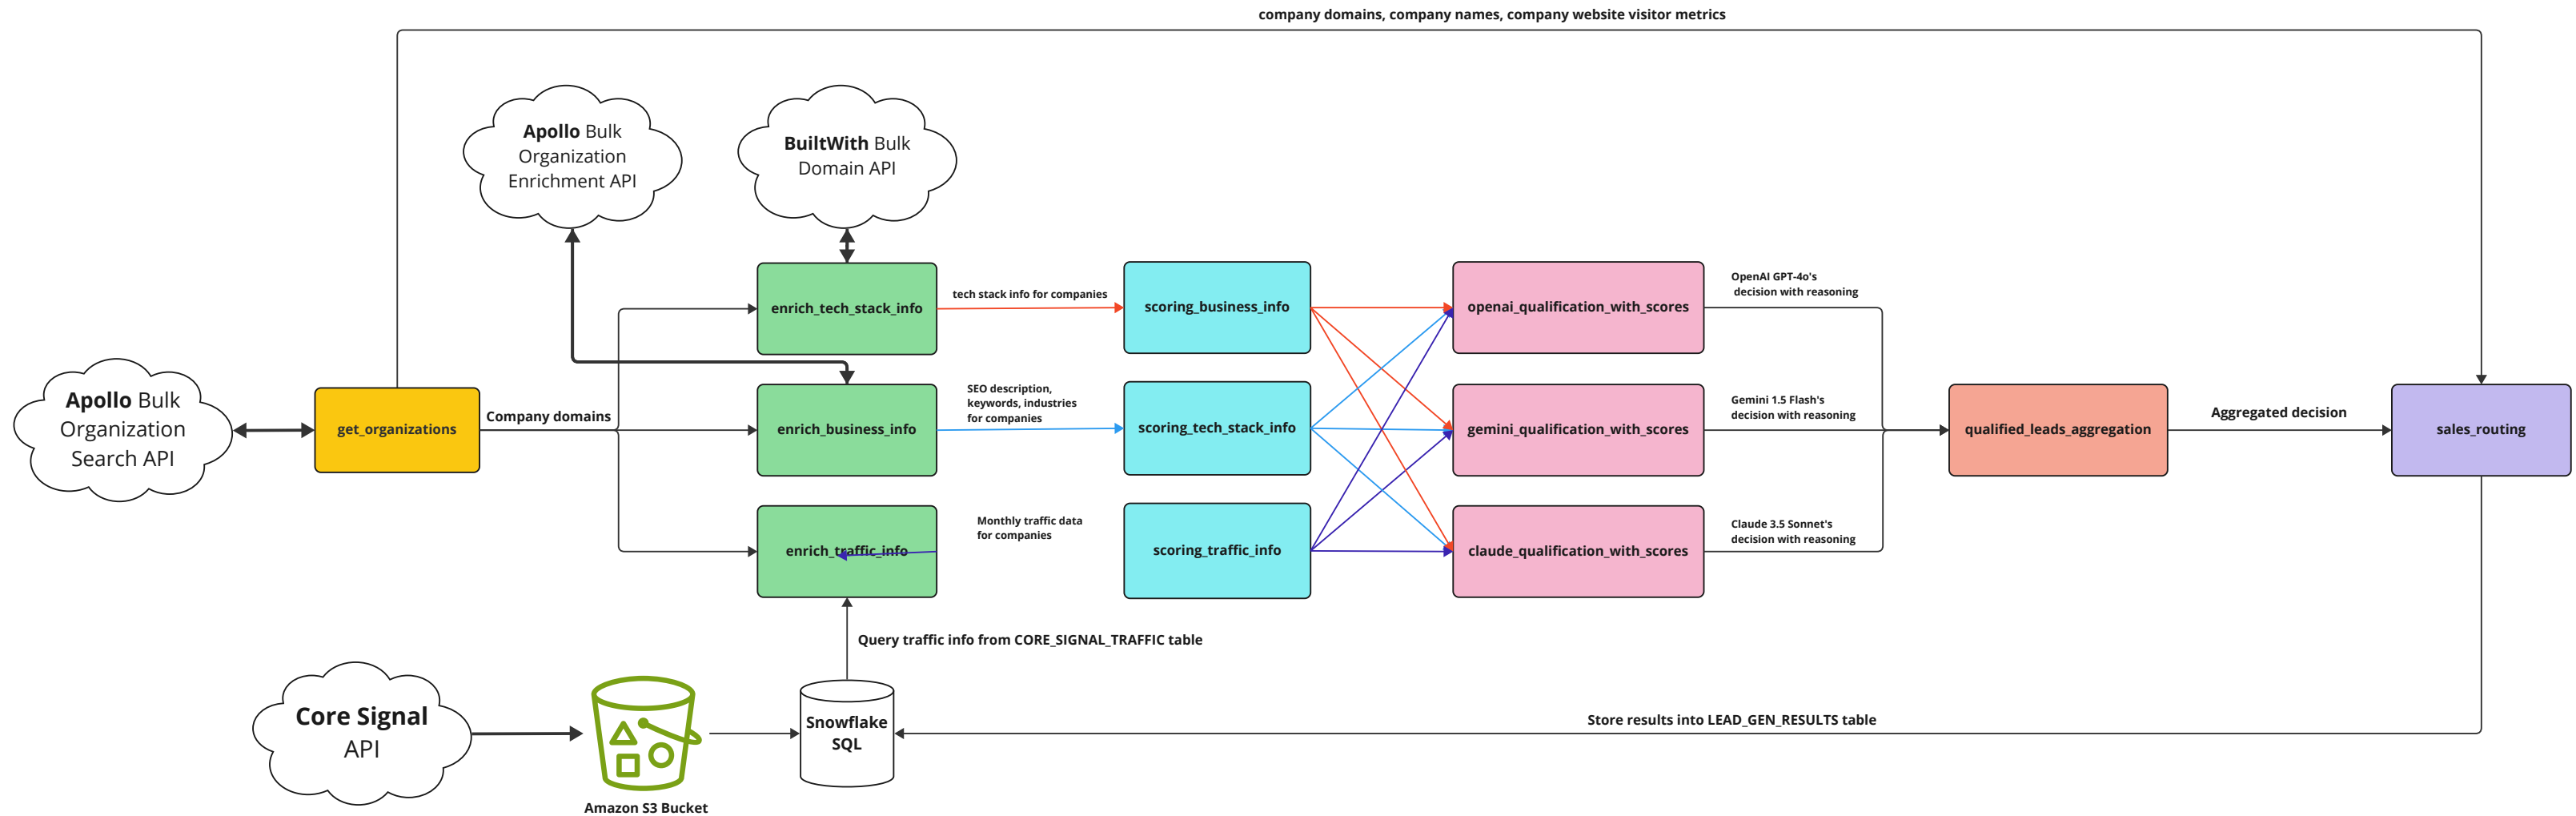 company domains, company names, company website visitor metrics
Apollo Bulk
Organization
Enrichment API
BuiltWith Bulk
Domain API
enrich_tech_stack_info
tech stack info for companies
scoring_business_info
openai_qualification_with_scores
OpenAI GPT-4o's
decision with reasoning
Apollo Bulk
Organization
Search API
get_organizations
Company domains
enrich_business_info
SEO description,
keywords, industries
for companies
scoring_tech_stack_info
gemini_qualification_with_scores
Gemini 1.5 Flash's
decision with reasoning
qualified_leads_aggregation
Aggregated decision
sales_routing
enrich_traffic_info
Monthly traffic data
for companies
scoring_traffic_info
claude_qualification_with_scores
Claude 3.5 Sonnet's
decision with reasoning
Query traffic info from CORE_SIGNAL_TRAFFIC table
Core Signal
API
Amazon S3 Bucket
Snowflake
SQL
Store results into LEAD_GEN_RESULTS table